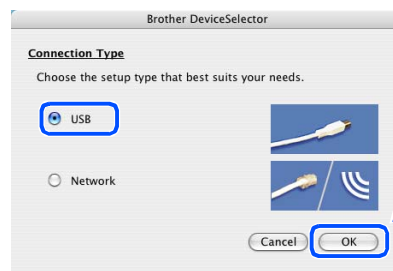 Brother DeviceSelector
Connection Type
Choose the setup type that best suits your needs.
USB
Network
Cancel OK